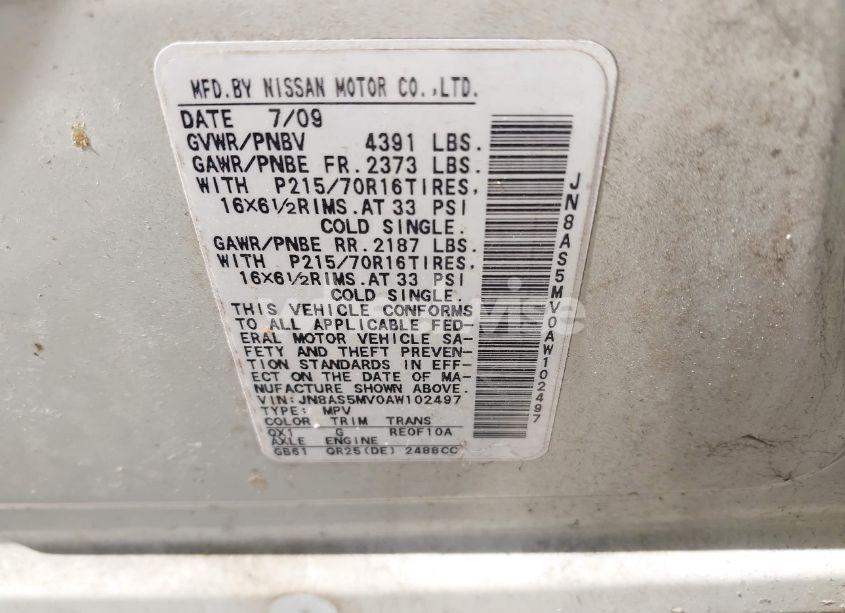 MFD.BY NISSAN MOTOR CO.,LTD.
DATE 7/09
GVWR/PNBV 4391 LBS.
GAWR/PNBE FR. 2373 LBS.
WITH P215/70R16TIRES,
16X6½RIMS.AT 33 PSI
COLD SINGLE.
GAWR/PNBE RR. 2187 LBS.
WITH P215/70R16TIRES,
16X6½RIMS.AT 33 PSI
COLD SINGLE.
THIS VEHICLE CONFORMS
TO ALL APPLICABLE FED-
ERAL MOTOR VEHICLE SA-
FETY AND THEFT PREVEN-
TION STANDARDS IN EFF-
ECT ON THE DATE OF MA-
NUFACTURE SHOWN ABOVE.
VIN:JN8AS5MV0AW102497
TYPE: MPV
COLOR TRIM TRANS
QX1 G RE0F10A
AXLE ENGINE
GB61 QR25(DE) 2488CC
JN8AS5MV0AW102497